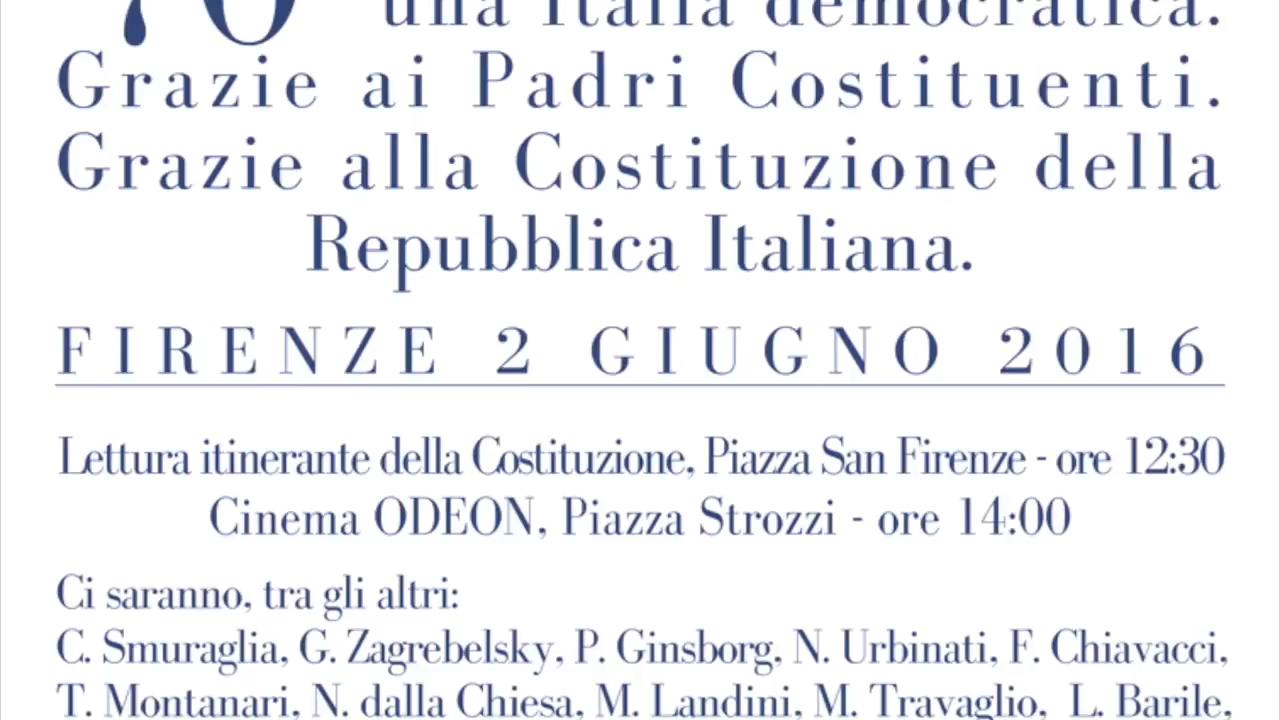 70 una Italia democratica.
Grazie ai Padri Costituenti.
Grazie alla Costituzione della
Repubblica Italiana.
FIRENZE 2 GIUGNO 2016
Lettura itinerante della Costituzione, Piazza San Firenze - ore 12:30
Cinema ODEON, Piazza Strozzi - ore 14:00
Ci saranno, tra gli altri:
C. Smuraglia, G. Zagrebelsky, P. Ginsborg, N. Urbinati, F. Chiavacci,
T. Montanari, N. dalla Chiesa, M. Landini, M. Travaglio, L. Barile,